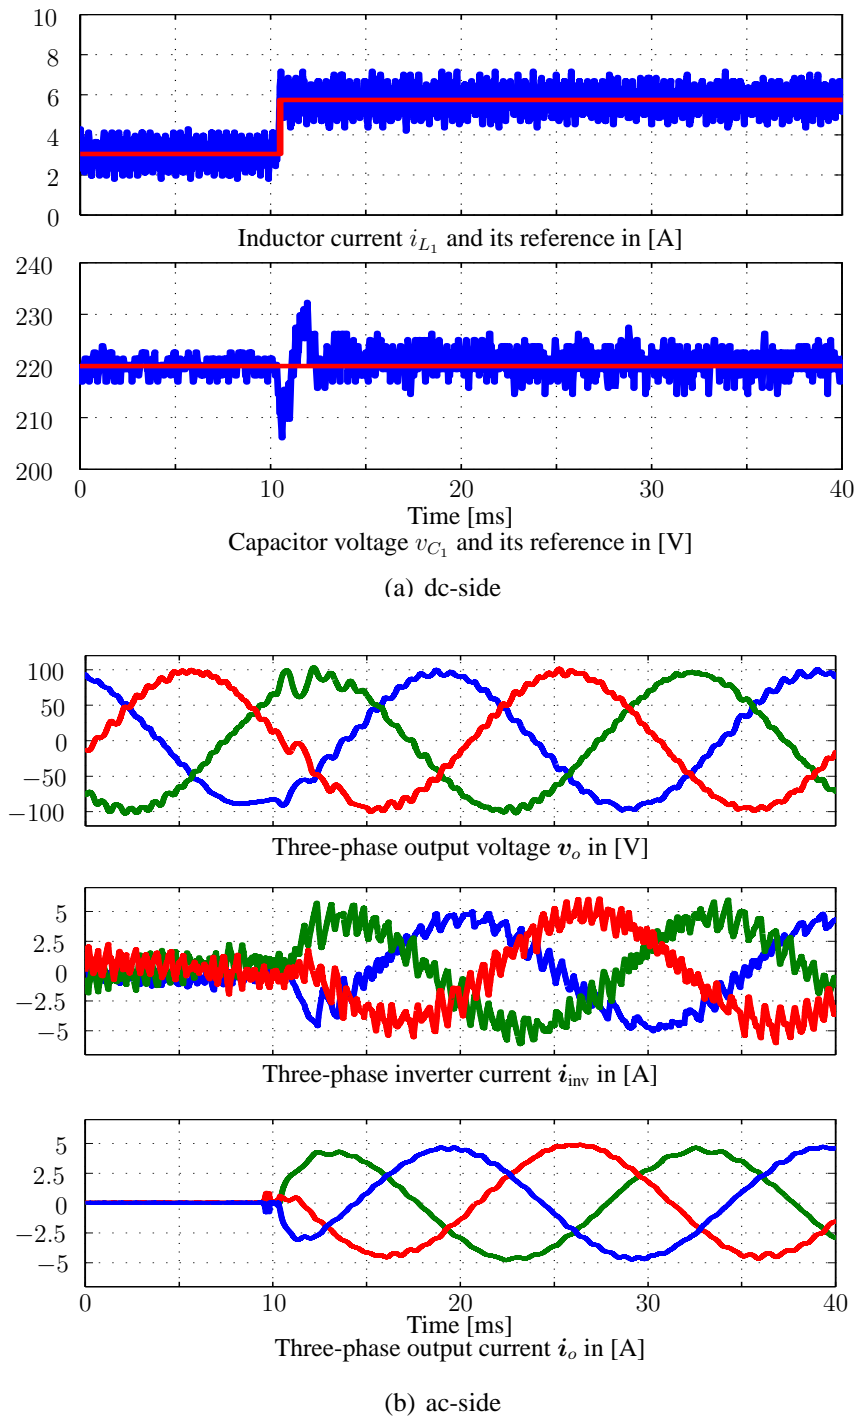 10
8
6
4
2
0
Inductor current i_{L_1} and its reference in [A]
240
230
220
210
200
0 10 20 30 40
Time [ms]
Capacitor voltage v_{C_1} and its reference in [V]
(a) dc-side
100
50
0
−50
−100
Three-phase output voltage v_o in [V]
5
2.5
0
−2.5
−5
Three-phase inverter current i_{inv} in [A]
5
2.5
0
−2.5
−5
0 10 20 30 40
Time [ms]
Three-phase output current i_o in [A]
(b) ac-side